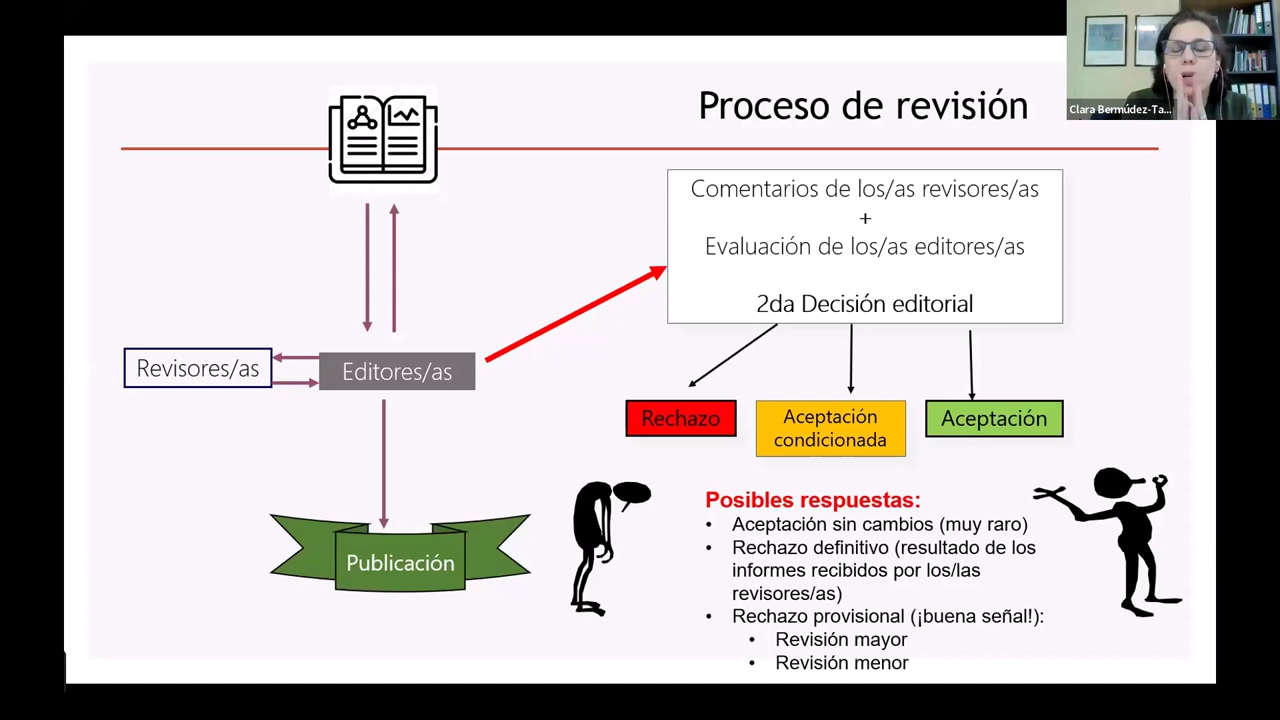 Proceso de revisión
Clara Bermúdez-Ta...
Comentarios de los/as revisores/as
+
Evaluación de los/as editores/as
2da Decisión editorial
Revisores/as
Editores/as
Rechazo
Aceptación
condicionada
Aceptación
Publicación
Posibles respuestas:
• Aceptación sin cambios (muy raro)
• Rechazo definitivo (resultado de los
informes recibidos por los/las
revisores/as)
• Rechazo provisional (¡buena señal!):
• Revisión mayor
• Revisión menor